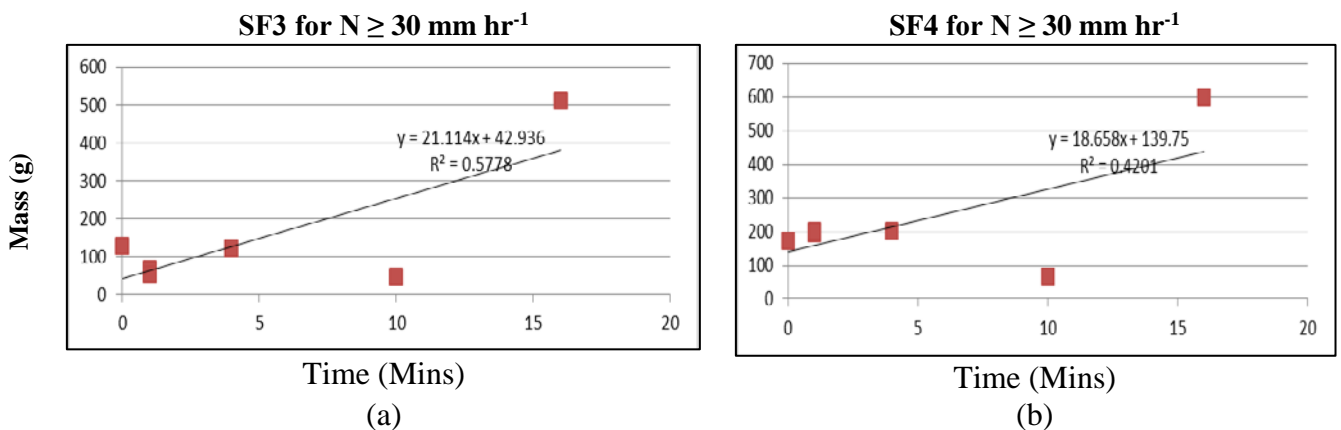 SF3 for N ≥ 30 mm hr⁻¹
Mass (g)
600
500
400
300
200
100
0
y = 21.114x + 42.936
R² = 0.5778
0 5 10 15 20
Time (Mins)
(a)
SF4 for N ≥ 30 mm hr⁻¹
700
600
500
400
300
200
100
0
y = 18.658x + 139.75
R² = 0.4201
0 5 10 15 20
Time (Mins)
(b)